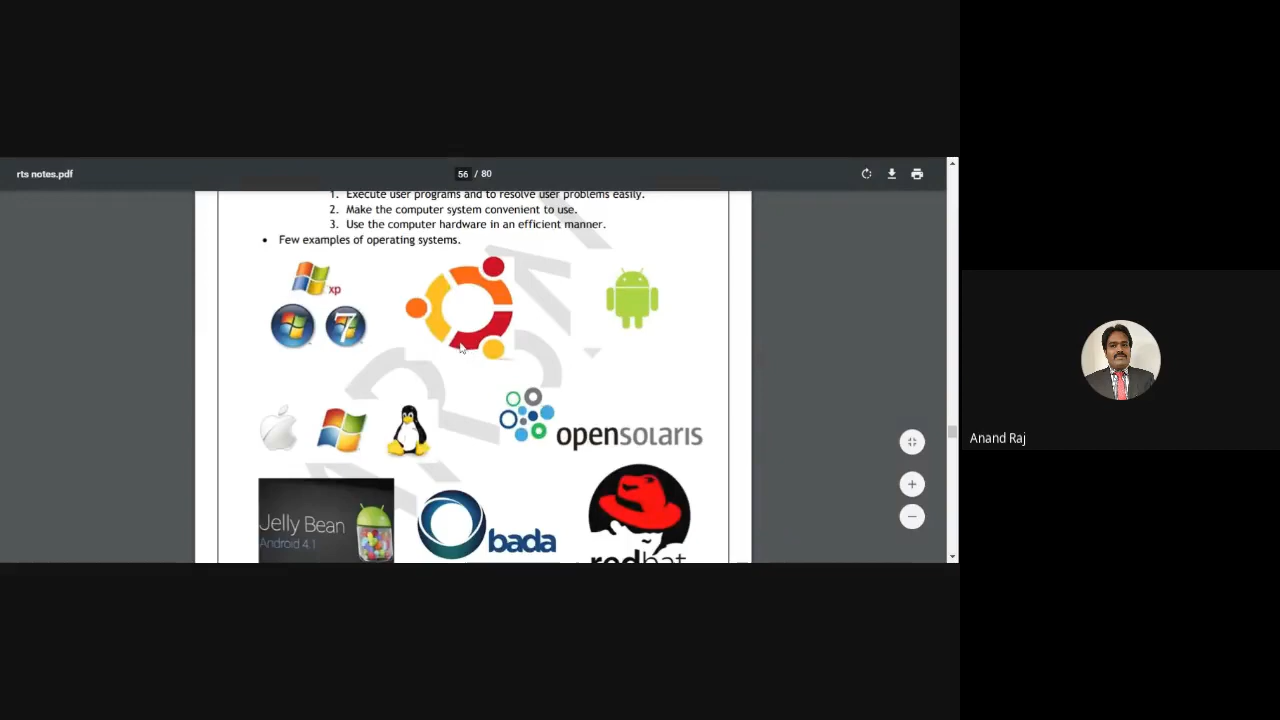 rts notes.pdf
56 / 80
1. Execute user programs and to resolve user problems easily.
2. Make the computer system convenient to use.
3. Use the computer hardware in an efficient manner.
• Few examples of operating systems.
xp
7
opensolaris
Jelly Bean
Android 4.1
bada
redhat
Anand Raj